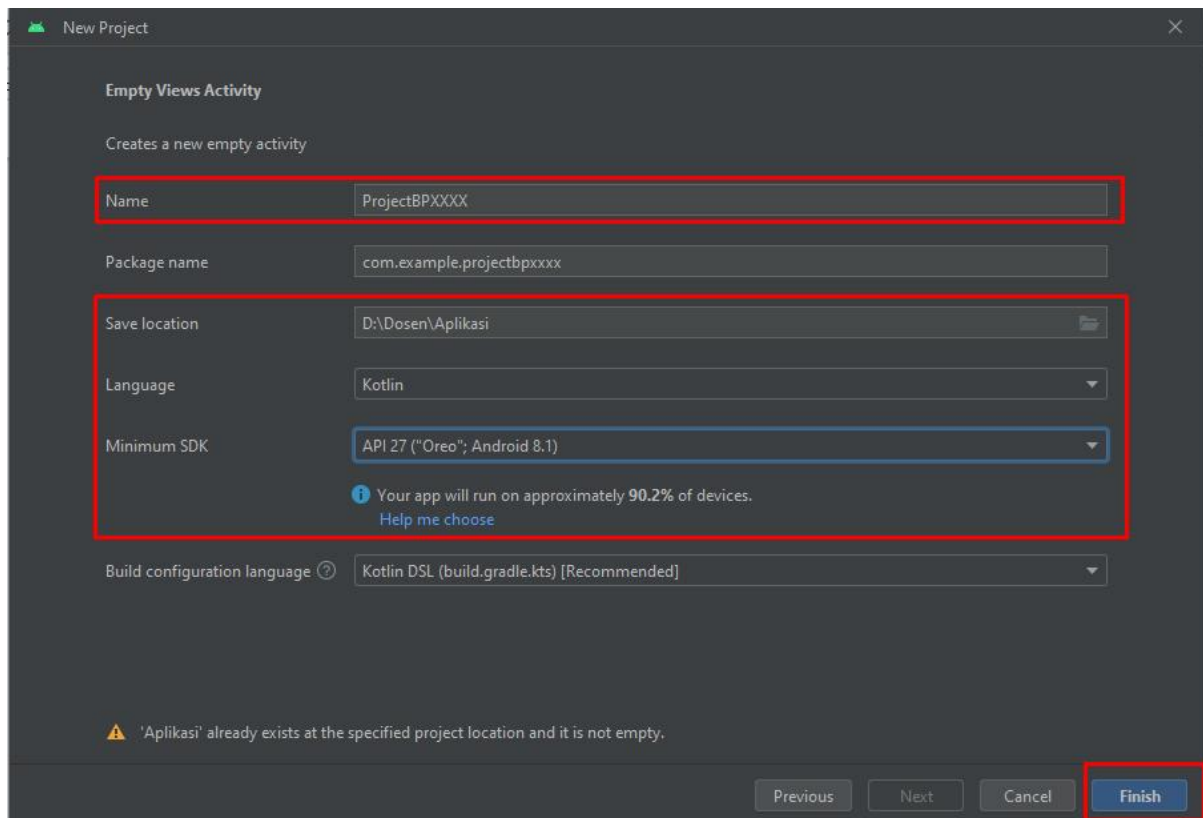 New Project
Empty Views Activity
Creates a new empty activity
Name ProjectBPXXXX
Package name com.example.projectbpxxxx
Save location D:\Dosen\Aplikasi
Language Kotlin
Minimum SDK API 27 ("Oreo"; Android 8.1)
Your app will run on approximately 90.2% of devices.
Help me choose
Build configuration language ? Kotlin DSL (build.gradle.kts) [Recommended]
'Aplikasi' already exists at the specified project location and it is not empty.
Previous Next Cancel Finish